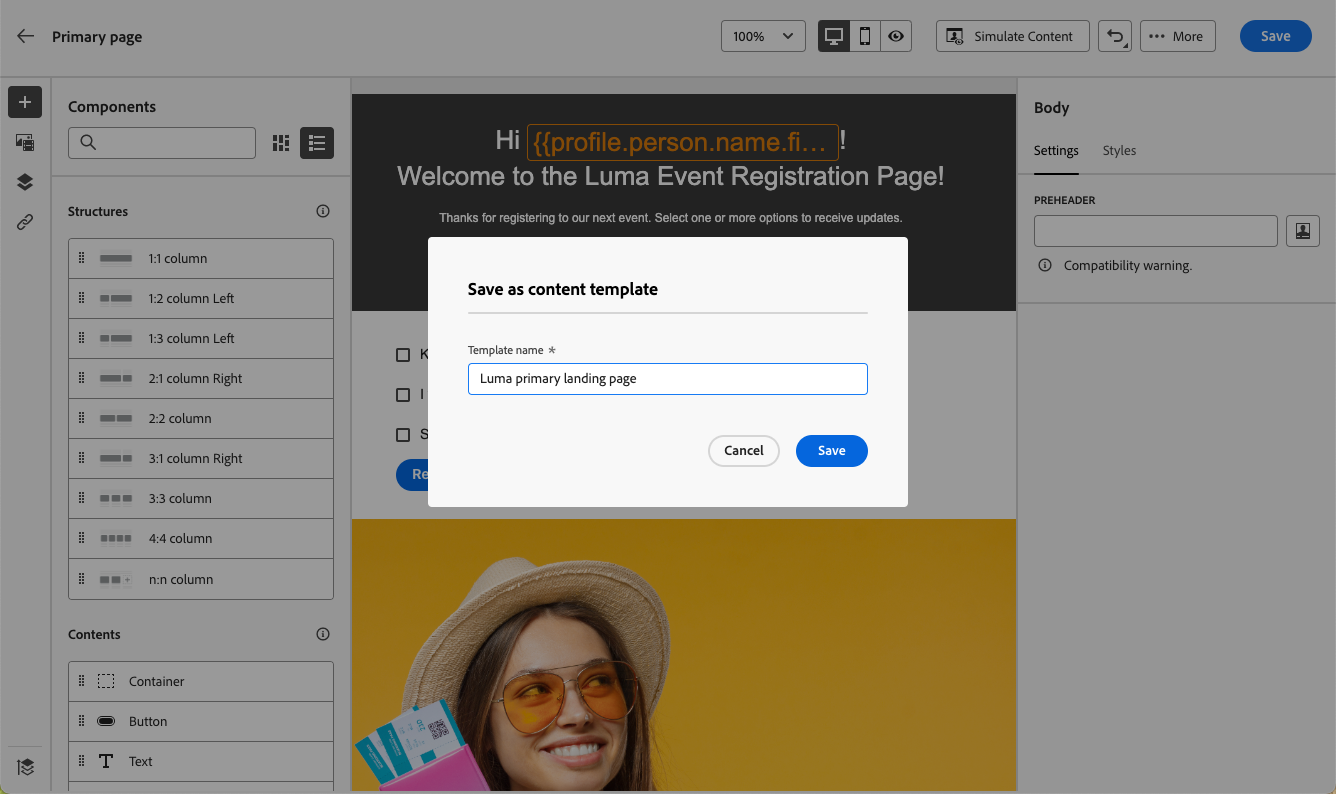 Primary page
100%
Simulate Content
More
Save
Components
Structures
1:1 column
1:2 column Left
1:3 column Left
2:1 column Right
2:2 column
3:1 column Right
3:3 column
4:4 column
n:n column
Contents
Container
Button
Text
Hi {{profile.person.name.fi... !
Welcome to the Luma Event Registration Page!
Thanks for registering to our next event. Select one or more options to receive updates.
K
I
S
Re
Save as content template
Template name *
Luma primary landing page
Cancel
Save
Body
Settings
Styles
PREHEADER
Compatibility warning.